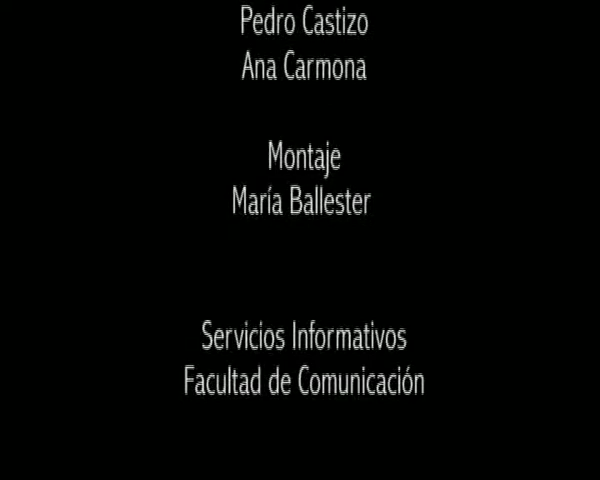 Pedro Castizo
Ana Carmona
Montaje
María Ballester
Servicios Informativos
Facultad de Comunicación